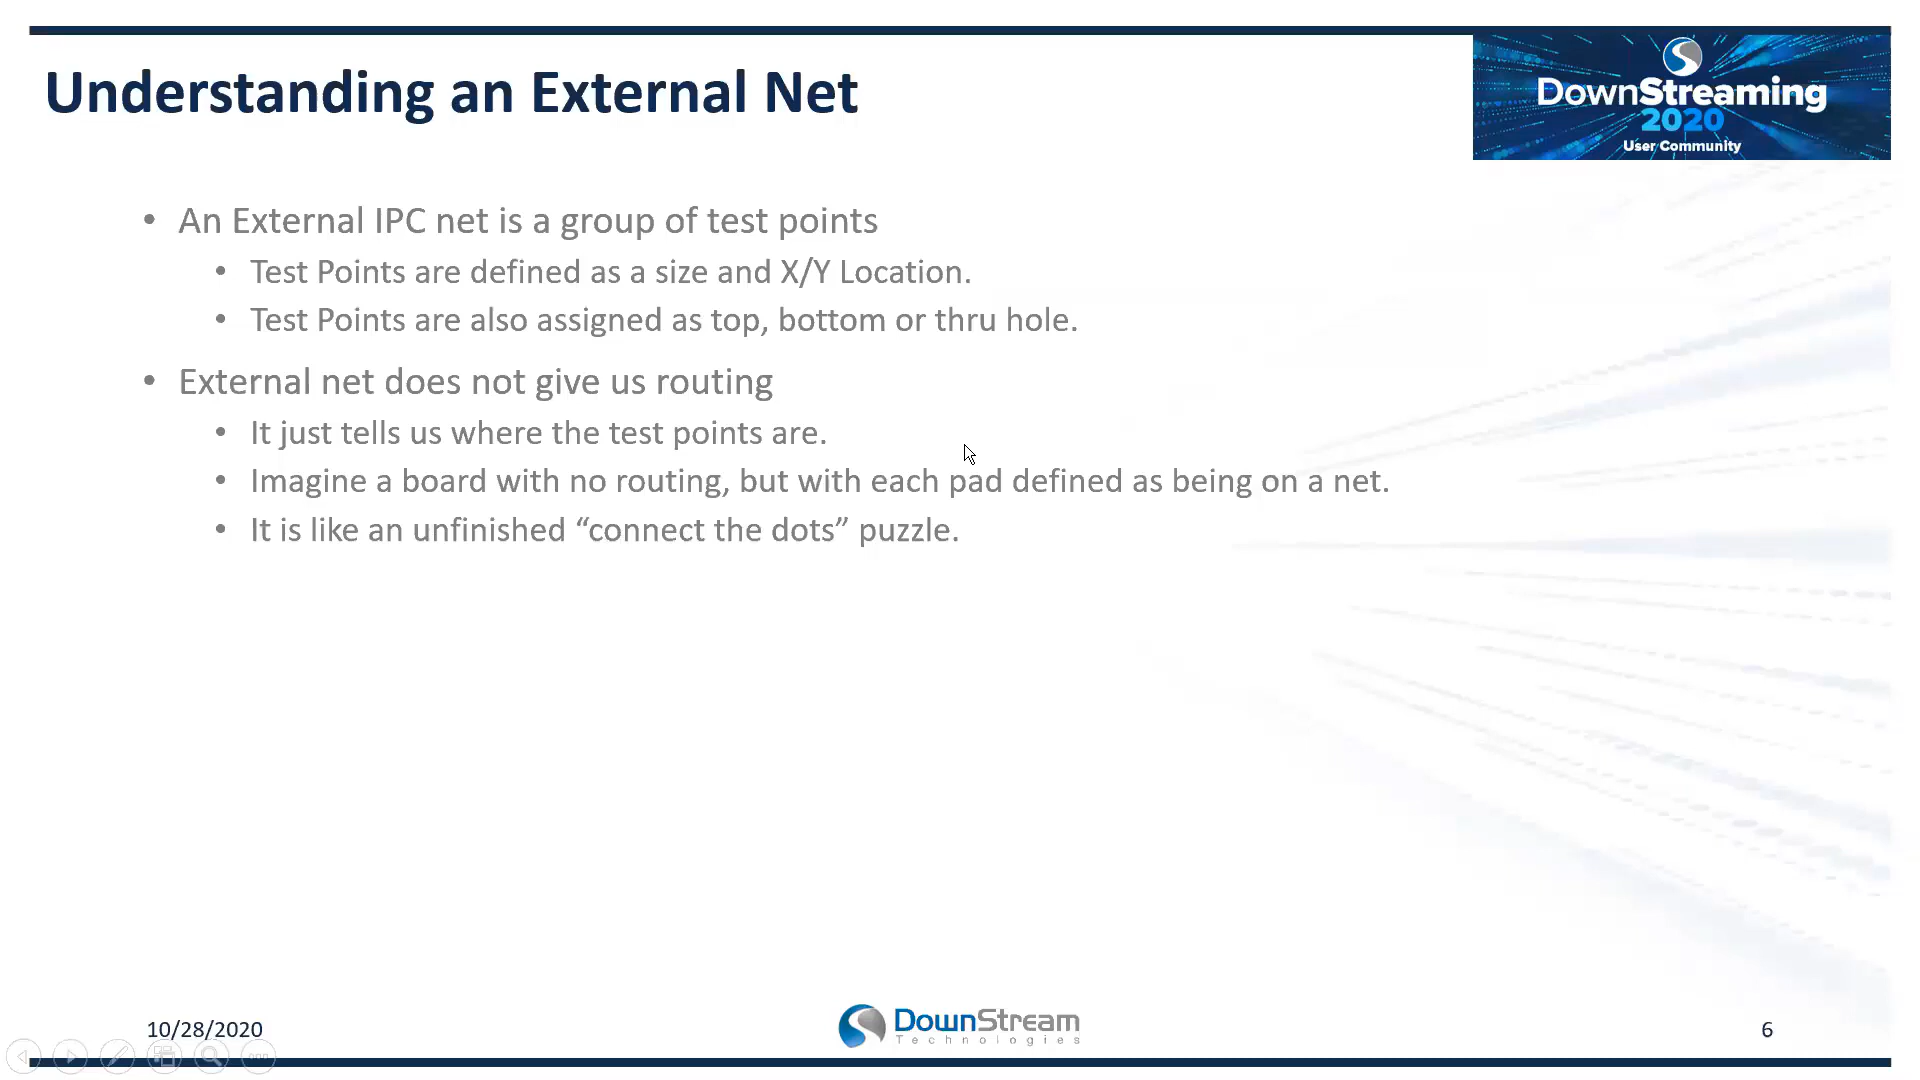 Understanding an External Net
DownStreaming
2020
User Community
• An External IPC net is a group of test points
• Test Points are defined as a size and X/Y Location.
• Test Points are also assigned as top, bottom or thru hole.
• External net does not give us routing
• It just tells us where the test points are.
• Imagine a board with no routing, but with each pad defined as being on a net.
• It is like an unfinished “connect the dots” puzzle.
10/28/2020
DownStream
Technologies
6